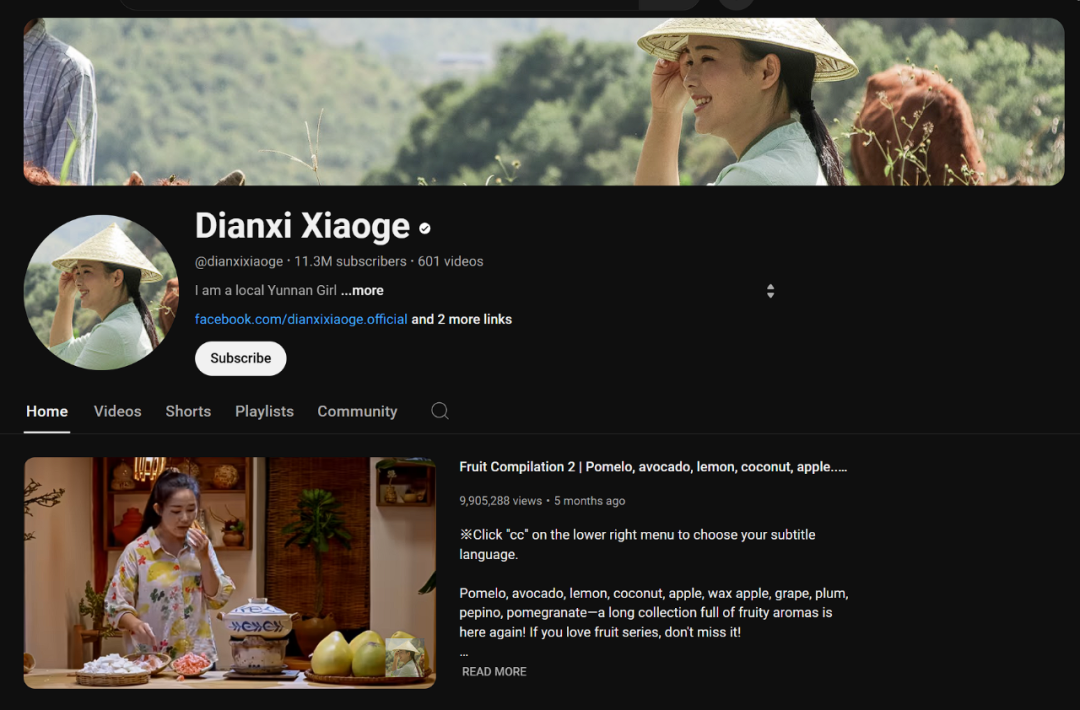 Dianxi Xiaoge
@dianxixiaoge · 11.3M subscribers · 601 videos
I am a local Yunnan Girl ...more
facebook.com/dianxixiaoge.official and 2 more links
Subscribe
Home Videos Shorts Playlists Community
Fruit Compilation 2 | Pomelo, avocado, lemon, coconut, apple..…
9,905,288 views · 5 months ago
※Click "cc" on the lower right menu to choose your subtitle
language.
Pomelo, avocado, lemon, coconut, apple, wax apple, grape, plum,
pepino, pomegranate—a long collection full of fruity aromas is
here again! If you love fruit series, don't miss it!
...
READ MORE